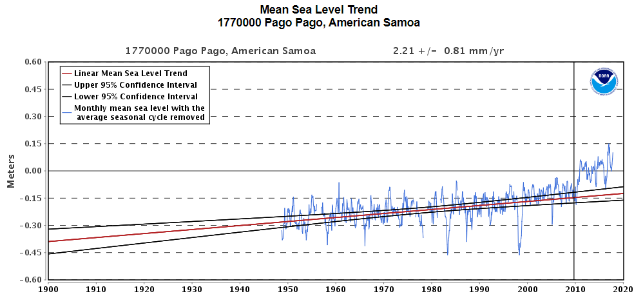 Mean Sea Level Trend
1770000 Pago Pago, American Samoa
1770000 Pago Pago, American Samoa 2.21 +/- 0.81 mm/yr
Linear Mean Sea Level Trend
Upper 95% Confidence Interval
Lower 95% Confidence Interval
Monthly mean sea level with the
average seasonal cycle removed
noaa
Meters
0.60
0.45
0.30
0.15
0.00
-0.15
-0.30
-0.45
-0.60
1900 1910 1920 1930 1940 1950 1960 1970 1980 1990 2000 2010 2020